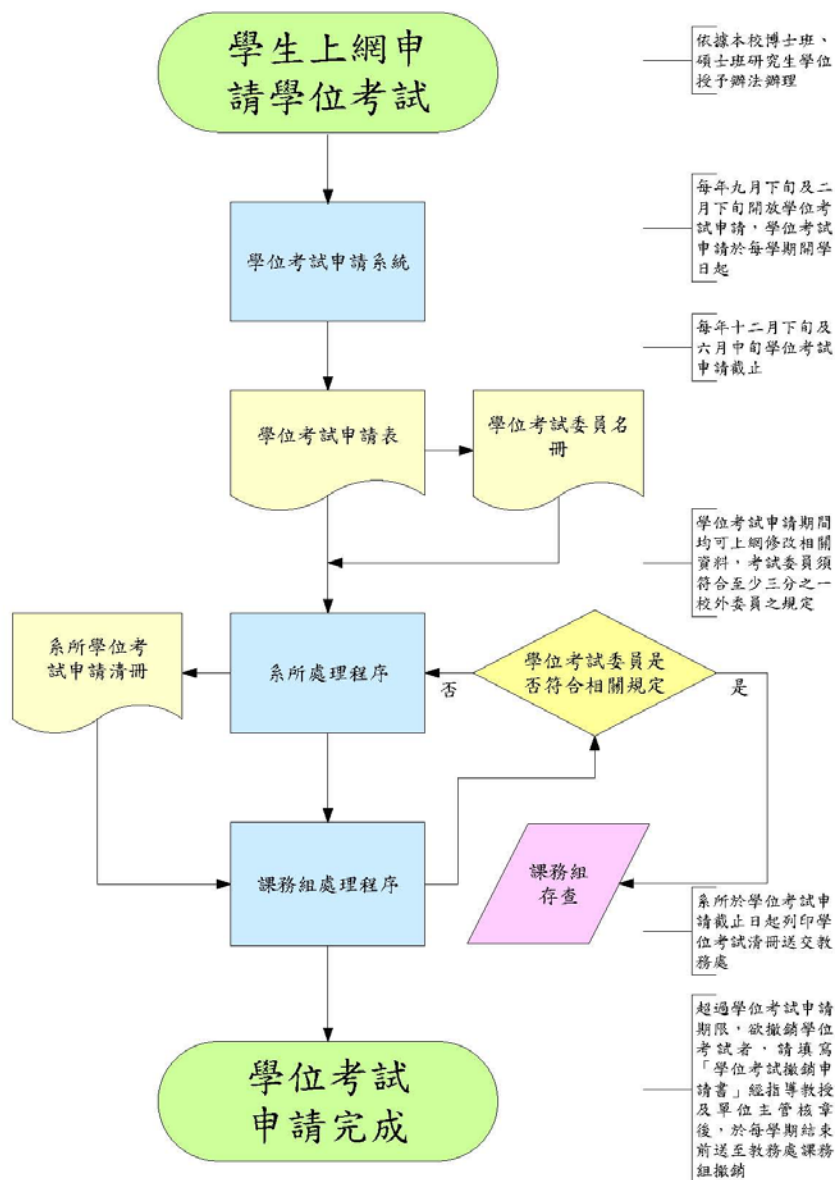 學生上網申
請學位考試
依據本校博士班、
碩士班研究生學位
授予辦法辦理
學位考試申請系統
每年九月下旬及二
月下旬開放學位考
試申請，學位考試
申請於每學期開學
日起
每年十二月下旬及
六月中旬學位考試
申請截止
學位考試申請表
學位考試委員名
冊
學位考試申請期間
均可上網修改相關
資料，考試委員須
符合至少三分之一
校外委員之規定
系所學位考
試申請清冊
系所處理程序
學位考試委員是
否符合相關規定
否
是
課務組處理程序
課務組
存查
系所於學位考試申
請截止日起列印學
位考試清冊送交教
務處
學位考試
申請完成
超過學位考試申請
期限，欲撤銷學位
考試者，請填寫
「學位考試撤銷申
請書」經指導教授
及單位主管核章
後，於每學期結束
前送至教務處課務
組撤銷